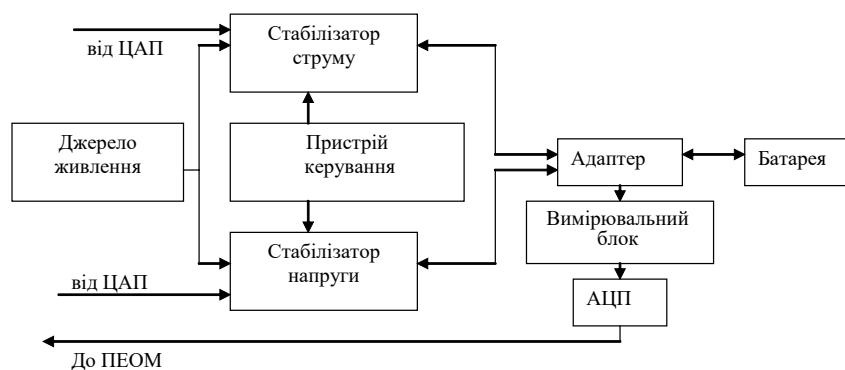 від ЦАП
Стабілізатор
струму
Джерело
живлення
Пристрій
керування
Адаптер
Батарея
Вимірювальний
блок
Стабілізатор
напруги
від ЦАП
АЦП
До ПЕОМ